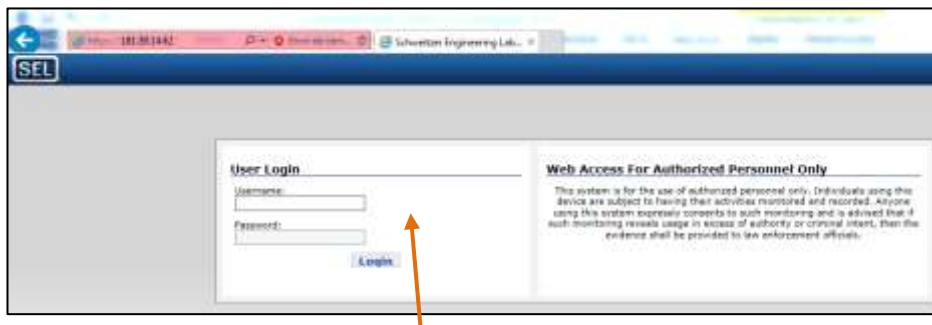 Schweitzer Engineering Lab...
SEL
User Login
Username:
Password:
Login
Web Access For Authorized Personnel Only
This system is for the use of authorized personnel only. Individuals using this
device are subject to having their activities monitored and recorded. Anyone
using this system expressly consents to such monitoring and is advised that if
such monitoring reveals usage in excess of authority or criminal intent, then the
evidence shall be provided to law enforcement officials.